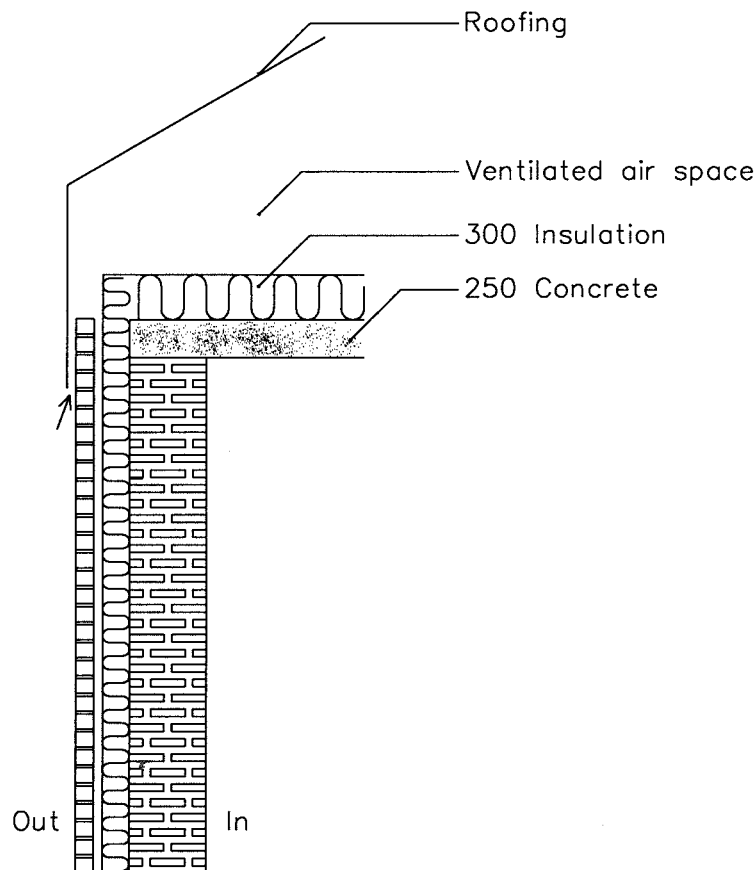 Roofing
Ventilated air space
300 Insulation
250 Concrete
Out
In